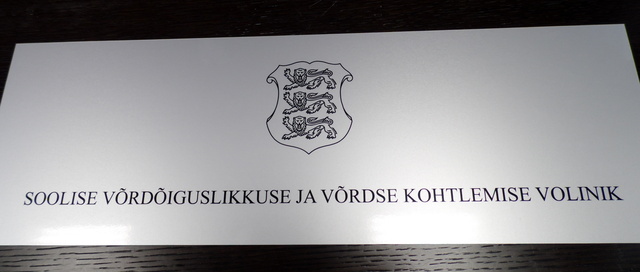 SOOLISE VÕRDÕIGUSLIKKUSE JA VÕRDSE KOHTLEMISE VOLINIK